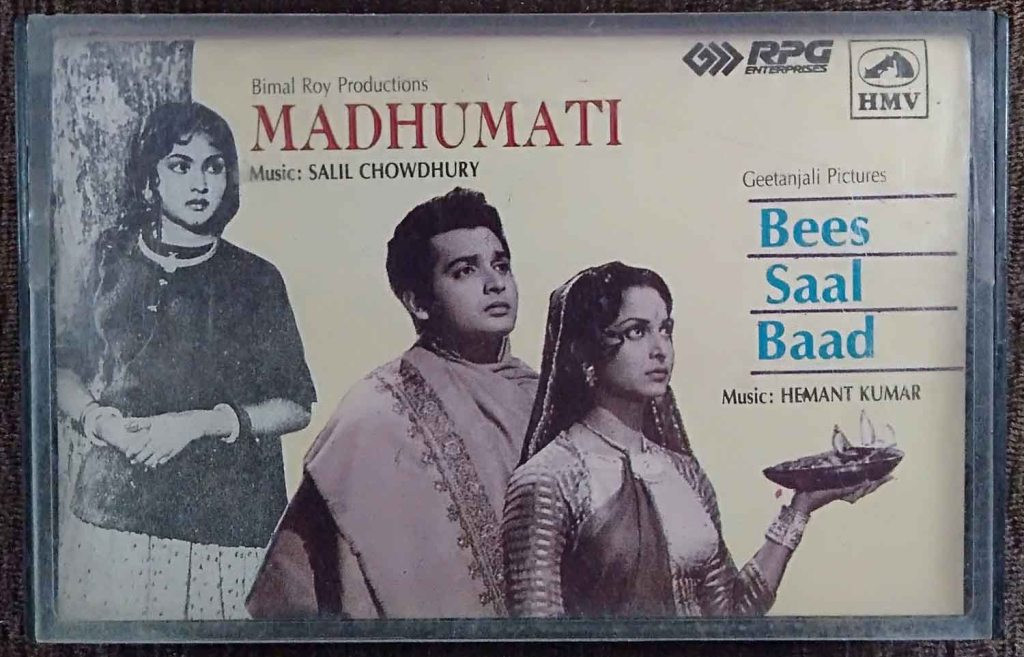 Bimal Roy Productions
MADHUMATI
Music: SALIL CHOWDHURY
RPG
ENTERPRISES
HMV
Geetanjali Pictures
Bees
Saal
Baad
Music: HEMANT KUMAR